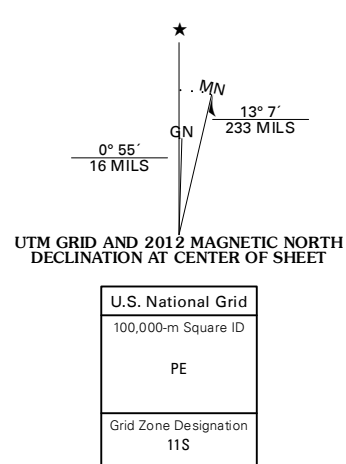 ★
MN
GN
13° 7´
233 MILS
0° 55´
16 MILS
UTM GRID AND 2012 MAGNETIC NORTH
DECLINATION AT CENTER OF SHEET
U.S. National Grid
100,000-m Square ID
PE
Grid Zone Designation
11S